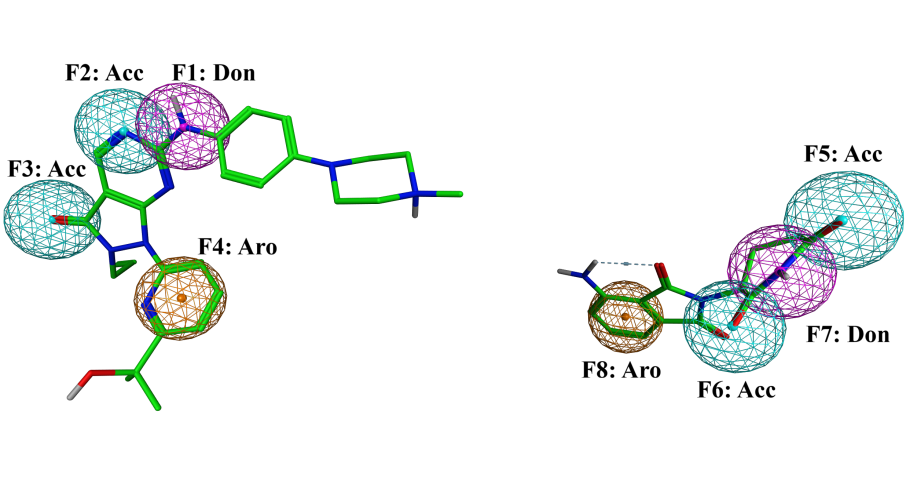 F2: Acc
F1: Don
F3: Acc
F4: Aro
F5: Acc
F7: Don
F8: Aro
F6: Acc